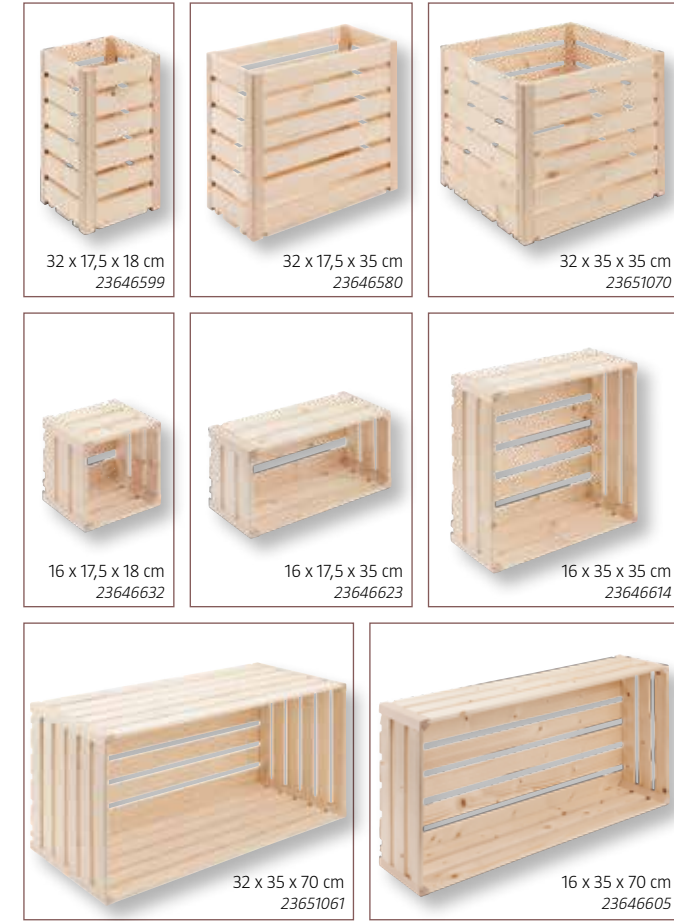 32 x 17,5 x 18 cm
23646599
32 x 17,5 x 35 cm
23646580
32 x 35 x 35 cm
23651070
16 x 17,5 x 18 cm
23646632
16 x 17,5 x 35 cm
23646623
16 x 35 x 35 cm
23646614
32 x 35 x 70 cm
23651061
16 x 35 x 70 cm
23646605